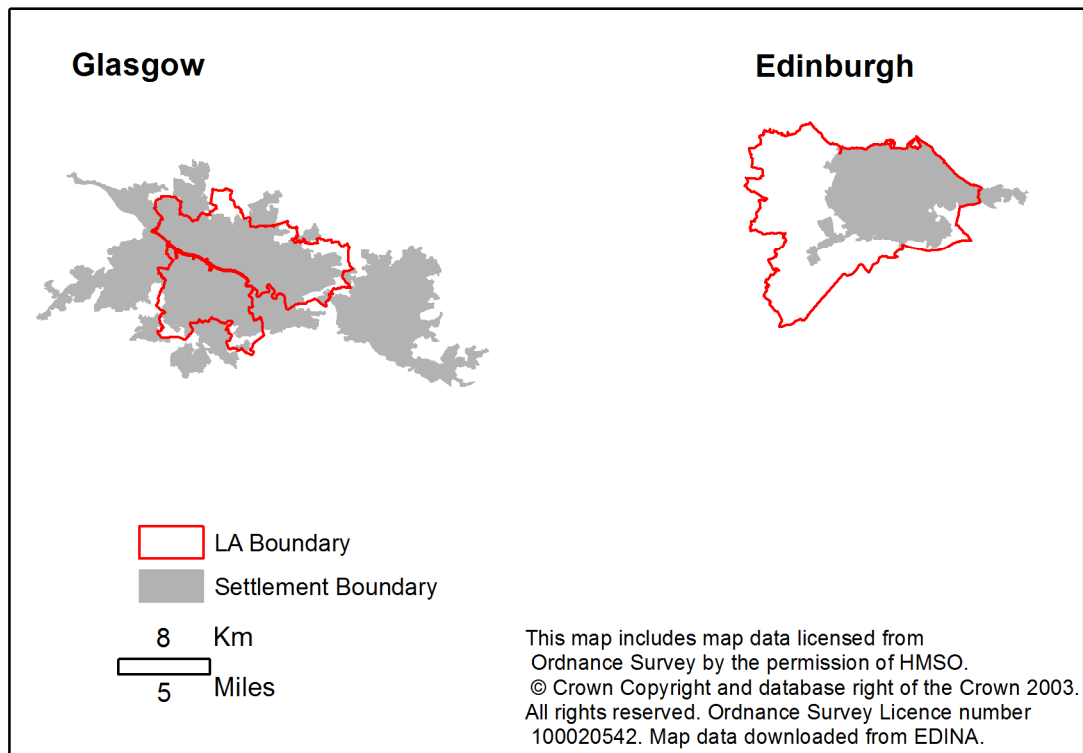 Glasgow
Edinburgh
LA Boundary
Settlement Boundary
8 Km
5 Miles
This map includes map data licensed from
Ordnance Survey by the permission of HMSO.
© Crown Copyright and database right of the Crown 2003.
All rights reserved. Ordnance Survey Licence number
100020542. Map data downloaded from EDINA.